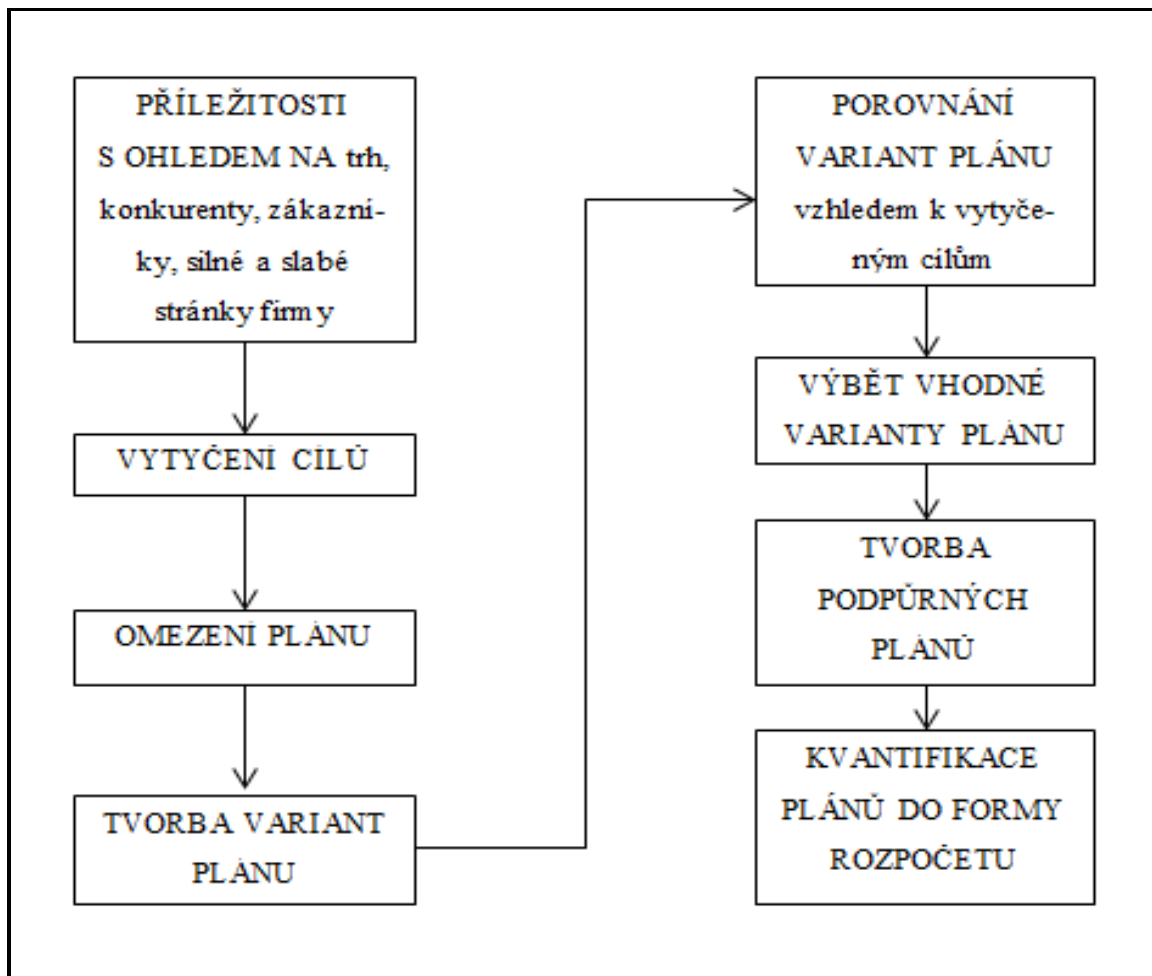 PŘÍLEŽITOSTI
S OHLEDEM NA trh,
konkurenty, zákazní-
ky, silné a slabé
stránky firmy
VYTYČENÍ CÍLŮ
OMEZENÍ PLÁNU
TVORBA VARIANT
PLÁNU
POROVNÁNÍ
VARIANT PLÁNU
vzhledem k vytyče-
ným cílům
VÝBĚT VHODNÉ
VARIANTY PLÁNU
TVORBA
PODPŮRNÝCH
PLÁNŮ
KVANTIFIKACE
PLÁNŮ DO FORMY
ROZPOČETU